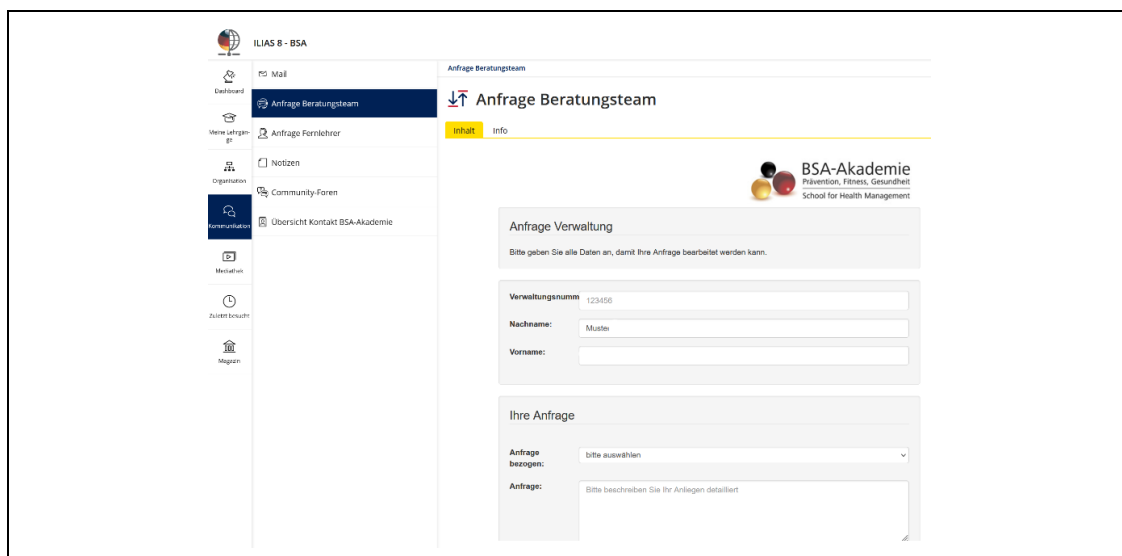 ILIAS 8 - BSA
Dashboard
Meine Lehrgän-
ge
Organisation
Kommunikation
Mediathek
Zuletzt besucht
Magazin
Mail
Anfrage Beratungsteam
Anfrage Fernlehrer
Notizen
Community-Foren
Übersicht Kontakt BSA-Akademie
Anfrage Beratungsteam
Anfrage Beratungsteam
Inhalt Info
BSA-Akademie
Prävention, Fitness, Gesundheit
School for Health Management
Anfrage Verwaltung
Bitte geben Sie alle Daten an, damit Ihre Anfrage bearbeitet werden kann.
Verwaltungsnumm 123456
Nachname: Muster
Vorname:
Ihre Anfrage
Anfrage bitte auswählen
bezogen:
Anfrage: Bitte beschreiben Sie Ihr Anliegen detailliert